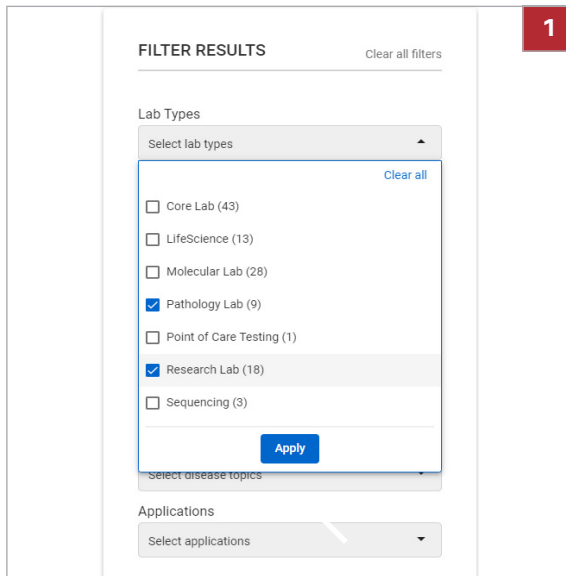 1
FILTER RESULTS
Clear all filters
Lab Types
Select lab types
Clear all
Core Lab (43)
LifeScience (13)
Molecular Lab (28)
Pathology Lab (9)
Point of Care Testing (1)
Research Lab (18)
Sequencing (3)
Apply
Select disease topics
Applications
Select applications